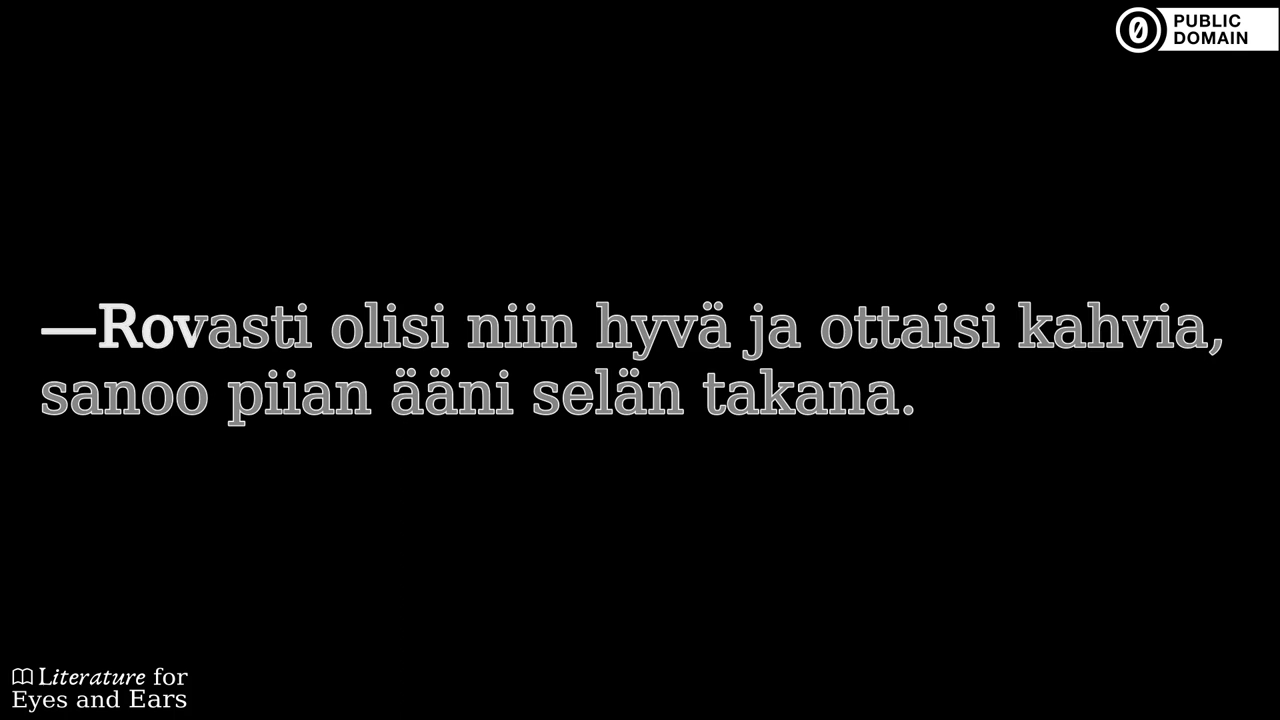 PUBLIC
DOMAIN
—Rovasti olisi niin hyvä ja ottaisi kahvia,
sanoo piian ääni selän takana.
Literature for
Eyes and Ears